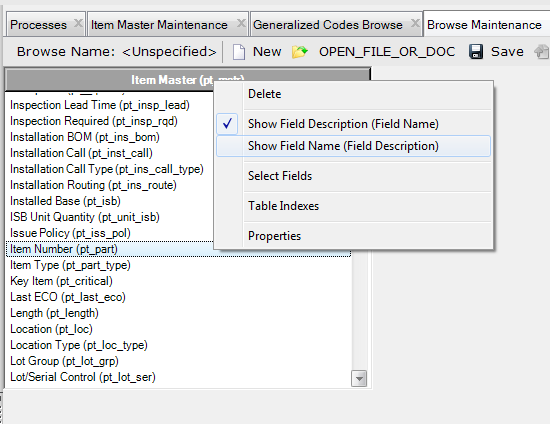 Processes Item Master Maintenance Generalized Codes Browse Browse Maintenance
Browse Name: <Unspecified> New OPEN_FILE_OR_DOC Save
Item Master (pt_mstr)
Inspection Lead Time (pt_insp_lead)
Inspection Required (pt_insp_rqd)
Installation BOM (pt_ins_bom)
Installation Call (pt_inst_call)
Installation Call Type (pt_ins_call_type)
Installation Routing (pt_ins_route)
Installed Base (pt_isb)
ISB Unit Quantity (pt_unit_isb)
Issue Policy (pt_iss_pol)
Item Number (pt_part)
Item Type (pt_part_type)
Key Item (pt_critical)
Last ECO (pt_last_eco)
Length (pt_length)
Location (pt_loc)
Location Type (pt_loc_type)
Lot Group (pt_lot_grp)
Lot/Serial Control (pt_lot_ser)
Delete
Show Field Description (Field Name)
Show Field Name (Field Description)
Select Fields
Table Indexes
Properties